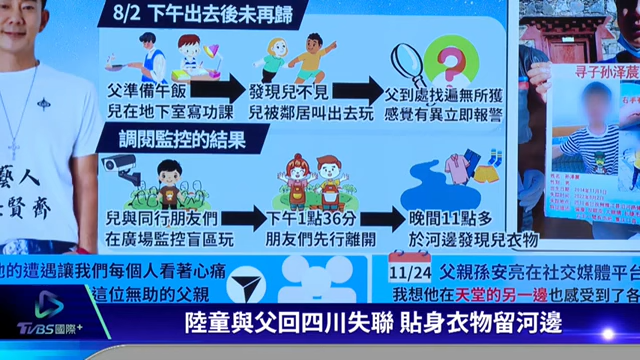 8/2 下午出去後未再歸
父準備午飯
兒在地下室寫功課
發現兒不見
兒被鄰居叫出去玩
父到處找遍無所獲
感覺有異立即報警
調閱監控的結果
兒與同行朋友們
在廣場監控盲區玩
下午1點36分
朋友們先行離開
晚間11點多
於河邊發現兒衣物
寻子孙泽蕽
藝人
賢齊
的遭遇讓我們每個人看著心痛
這位無助的父親
11/24 父親孫安亮在社交媒體平台
我想他在天堂的另一邊也感受到了各
TVBS國際+
陸童與父回四川失聯 貼身衣物留河邊